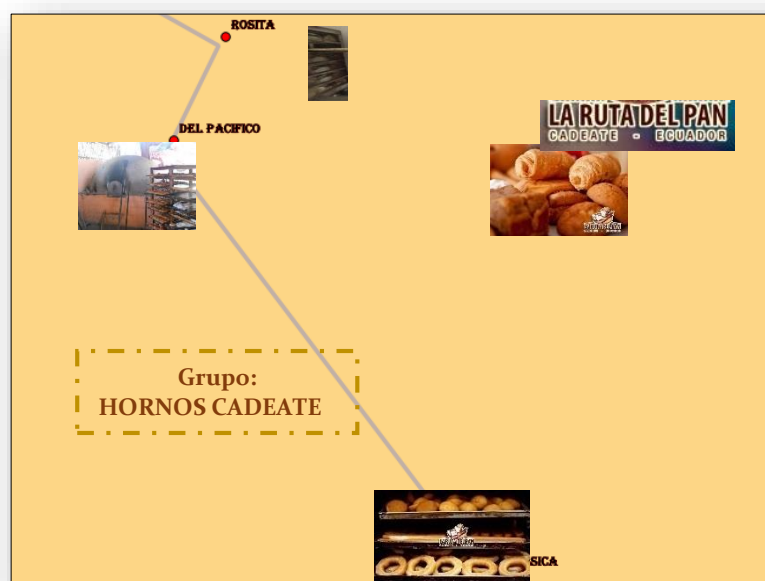 ROSITA
DEL PACIFICO
LA RUTA DEL PAN
CADEATE - ECUADOR
Grupo:
HORNOS CADEATE
SICA